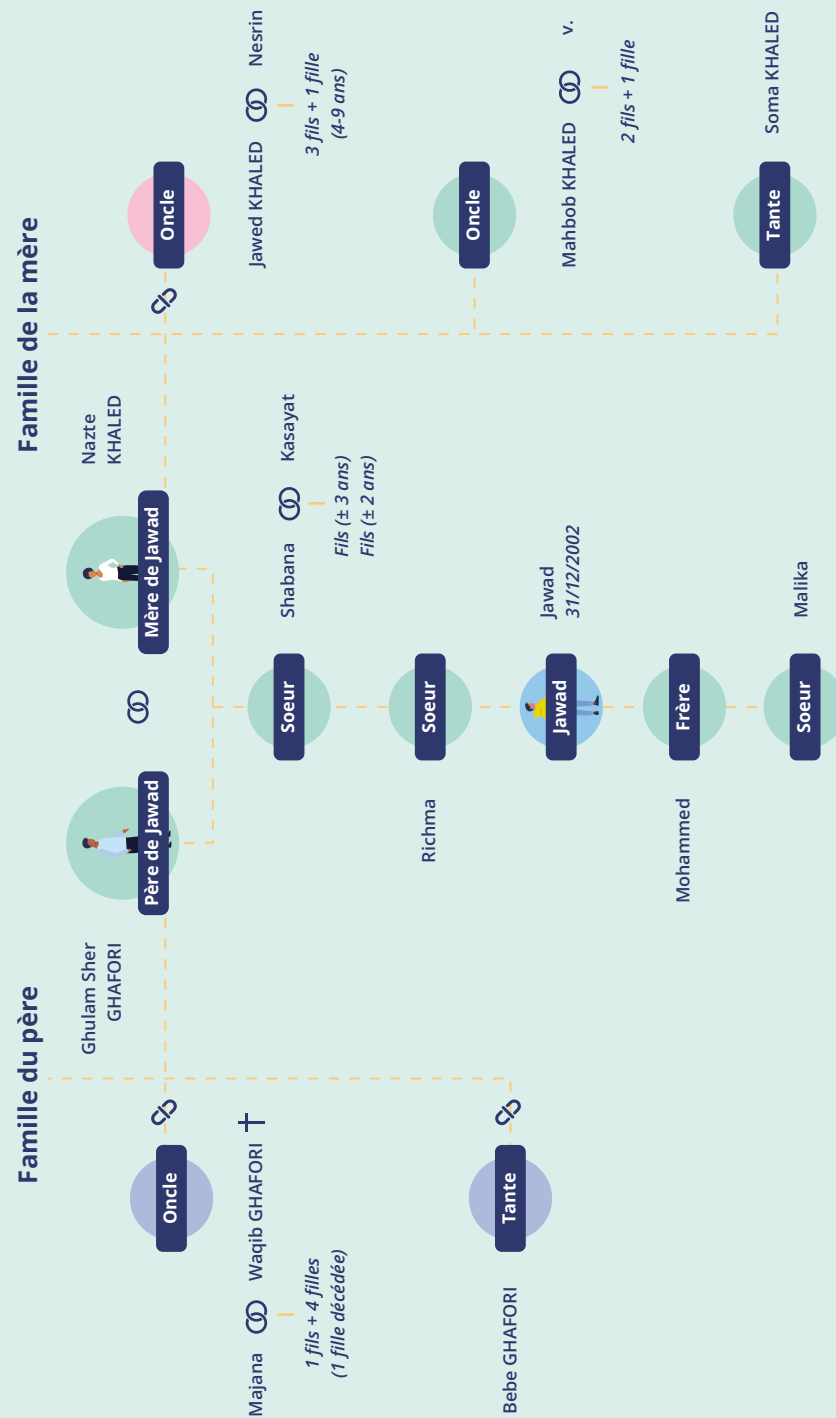 Famille du père
Famille de la mère
Ghulam Sher
GHAFORI
Père de Jawad
Mère de Jawad
Nazte
KHALED
Oncle
Majana
Waqib GHAFORI
1 fils + 4 filles
(1 fille décédée)
Tante
Bebe GHAFORI
Soeur
Shabana
Kasayat
Fils (± 3 ans)
Fils (± 2 ans)
Soeur
Richma
Jawad
Jawad
31/12/2002
Frère
Mohammed
Soeur
Malika
Oncle
Jawed KHALED
Nesrin
3 fils + 1 fille
(4-9 ans)
Oncle
Mahbob KHALED
v.
2 fils + 1 fille
Tante
Soma KHALED